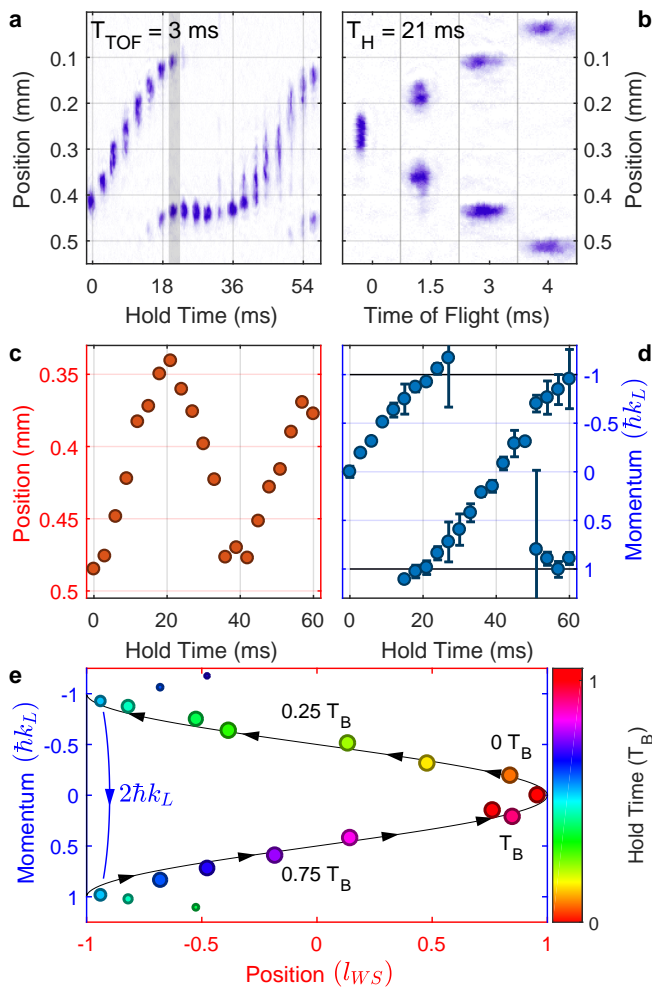 a
T_TOF = 3 ms
T_H = 21 ms
b
Position (mm)
0.1
0.2
0.3
0.4
0.5
0.1
0.2
0.3
0.4
0.5
Position (mm)
0 18 36 54
0 1.5 3 4
Hold Time (ms)
Time of Flight (ms)
c
d
Position (mm)
0.35
0.4
0.45
0.5
-1
-0.5
0
0.5
1
Momentum (ħk_L)
0 20 40 60
0 20 40 60
Hold Time (ms)
Hold Time (ms)
e
Momentum (ħk_L)
-1
-0.5
0
0.5
1
0.25 T_B
0 T_B
2ħk_L
0.75 T_B
T_B
1
0
Hold Time (T_B)
-1 -0.5 0 0.5 1
Position (l_WS)